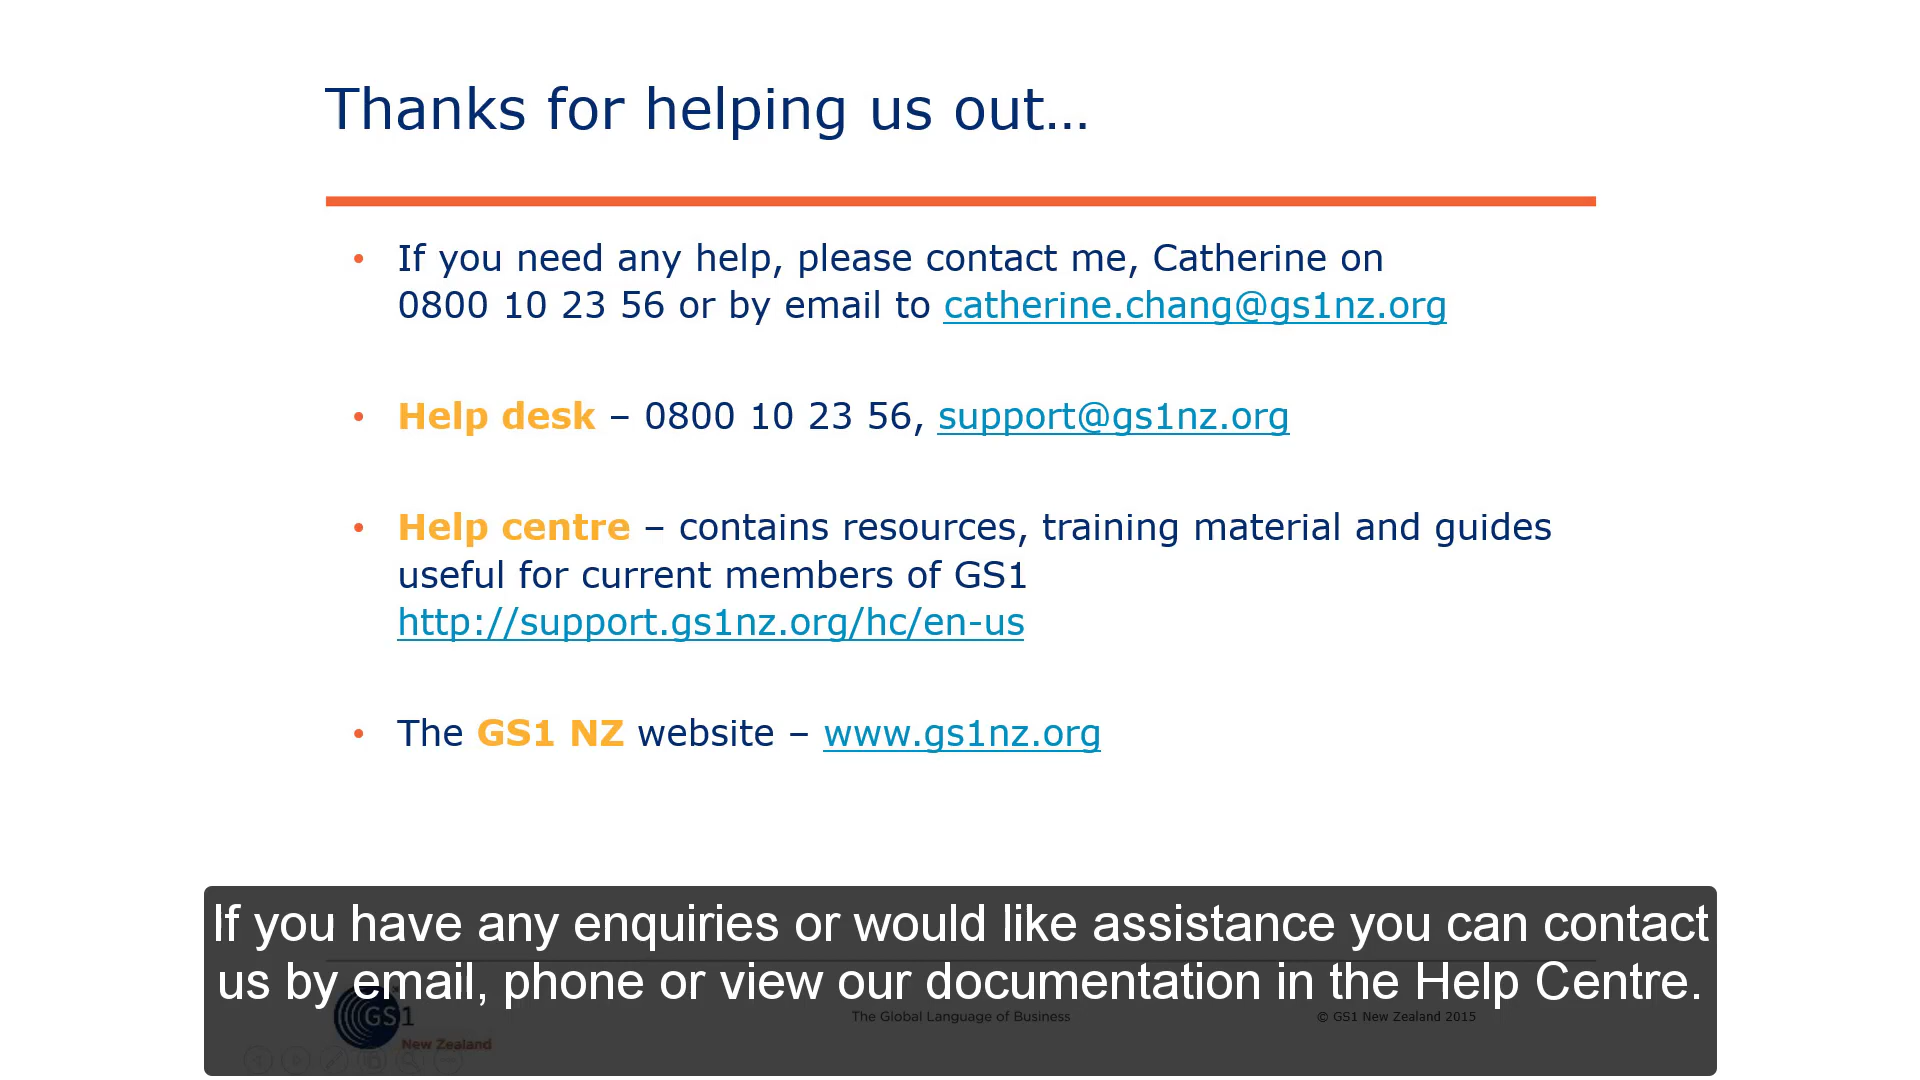 Thanks for helping us out…
• If you need any help, please contact me, Catherine on
0800 10 23 56 or by email to catherine.chang@gs1nz.org
• Help desk – 0800 10 23 56, support@gs1nz.org
• Help centre – contains resources, training material and guides
useful for current members of GS1
http://support.gs1nz.org/hc/en-us
• The GS1 NZ website – www.gs1nz.org
If you have any enquiries or would like assistance you can contact
us by email, phone or view our documentation in the Help Centre.
GS1
New Zealand
The Global Language of Business
© GS1 New Zealand 2015